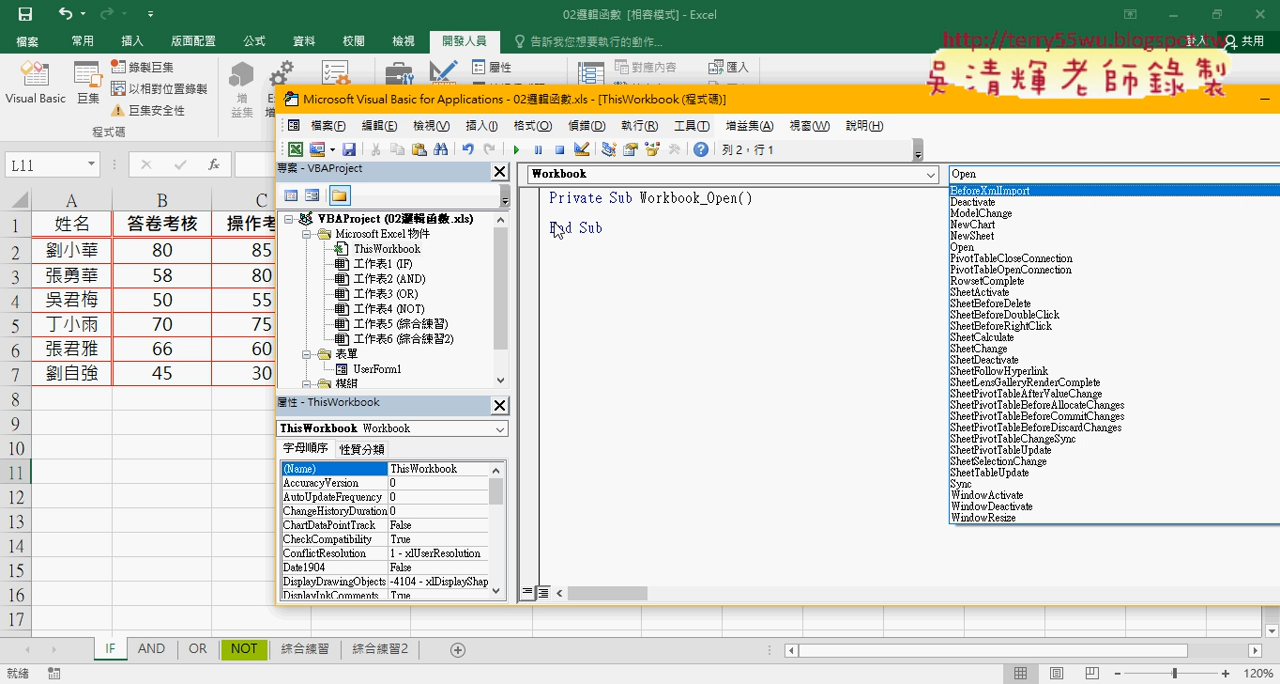 02邏輯函數 [相容模式] - Excel
檔案 常用 插入 版面配置 公式 資料 校閱 檢視 開發人員 告訴我您想要執行的動作... 登入 共用
http://terry55wu.blogspot.tw
吳清輝老師錄製
Visual Basic 巨集 錄製巨集 以相對位置錄製 巨集安全性 程式碼
增益集
屬性 對應內容 匯入
Microsoft Visual Basic for Applications - 02邏輯函數.xls - [ThisWorkbook (程式碼)]
檔案(F) 編輯(E) 檢視(V) 插入(I) 格式(O) 偵錯(D) 執行(R) 工具(T) 增益集(A) 視窗(W) 說明(H)
列 2，行 1
L11
A B C
1 姓名 答卷考核 操作考
2 劉小華 80 85
3 張勇華 58 80
4 吳君梅 50 55
5 丁小雨 70 75
6 張君雅 66 60
7 劉自強 45 30
8
9
10
11
12
13
14
15
16
17
專案 - VBAProject
VBAProject (02邏輯函數.xls)
Microsoft Excel 物件
ThisWorkbook
工作表1 (IF)
工作表2 (AND)
工作表3 (OR)
工作表4 (NOT)
工作表5 (綜合練習)
工作表6 (綜合練習2)
表單
UserForm1
模組
屬性 - ThisWorkbook
ThisWorkbook Workbook
字母順序 性質分類
(Name) ThisWorkbook
AccuracyVersion 0
AutoUpdateFrequency 0
ChangeHistoryDuration 0
ChartDataPointTrack False
CheckCompatibility True
ConflictResolution 1 - xlUserResolution
Date1904 False
DisplayDrawingObjects -4104 - xlDisplayShap
DisplayInkComments True
Workbook
Private Sub Workbook_Open()
End Sub
Open
BeforeXmlImport
Deactivate
ModelChange
NewChart
NewSheet
Open
PivotTableCloseConnection
PivotTableOpenConnection
RowsetComplete
SheetActivate
SheetBeforeDelete
SheetBeforeDoubleClick
SheetBeforeRightClick
SheetCalculate
SheetChange
SheetDeactivate
SheetFollowHyperlink
SheetLensGalleryRenderComplete
SheetPivotTableAfterValueChange
SheetPivotTableBeforeAllocateChanges
SheetPivotTableBeforeCommitChanges
SheetPivotTableBeforeDiscardChanges
SheetPivotTableChangeSync
SheetPivotTableUpdate
SheetSelectionChange
SheetTableUpdate
Sync
WindowActivate
WindowDeactivate
WindowResize
IF AND OR NOT 綜合練習 綜合練習2
就緒 120%